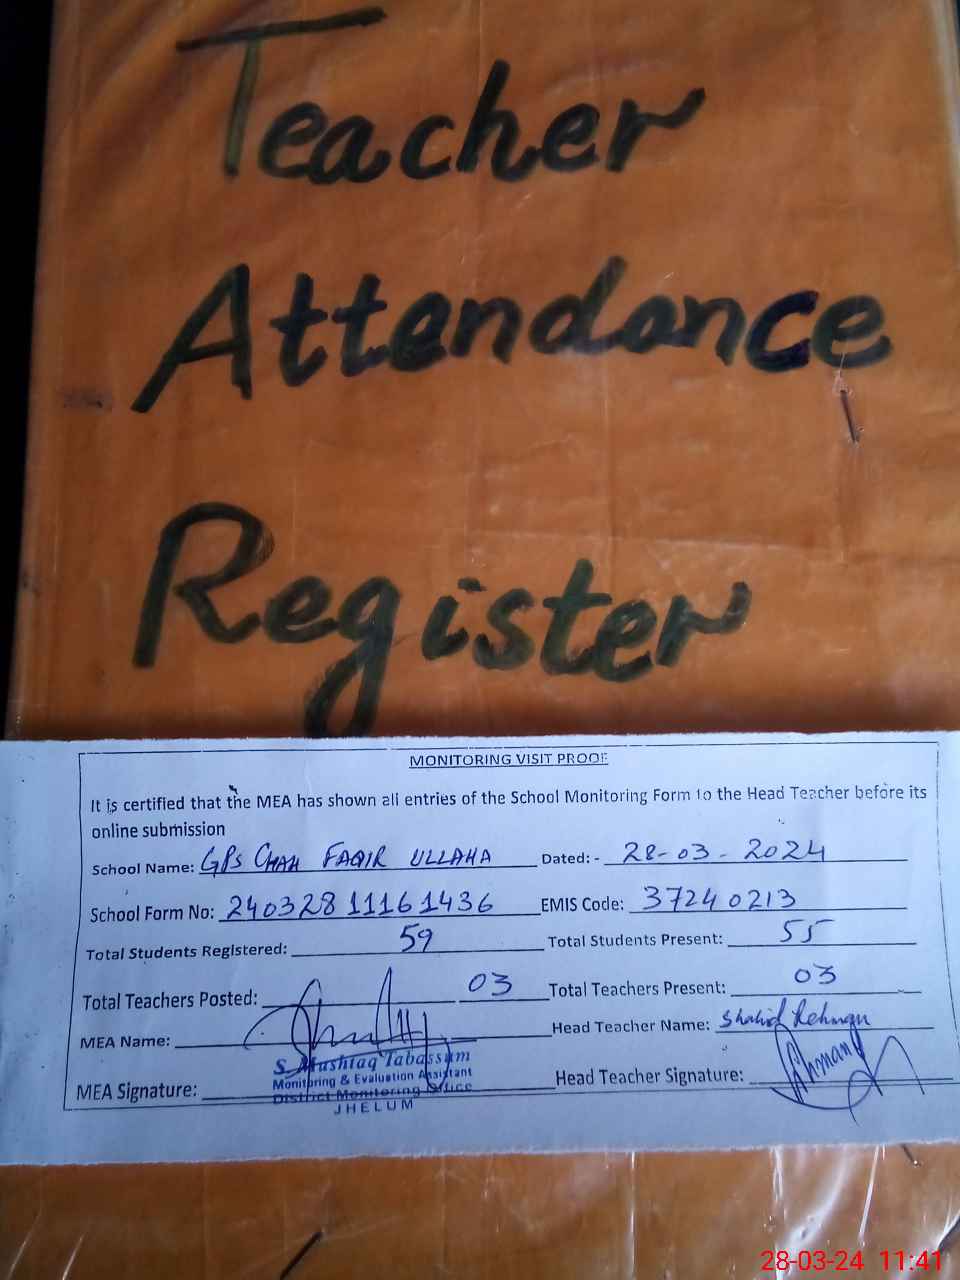 Teacher
Attendance
Register
MONITORING VISIT PROOF
It is certified that the MEA has shown all entries of the School Monitoring Form to the Head Teacher before its
online submission
School Name: GPS CHAH FAQIR ULLAHA Dated: - 28-03-2024
School Form No: 24032811161436 EMIS Code: 37240213
Total Students Registered: 59 Total Students Present: 55
Total Teachers Posted: 03 Total Teachers Present: 03
MEA Name: Head Teacher Name: Shahid Rehman
S. Mushtaq Tabassum
Monitoring & Evaluation Assistant
MEA Signature: Head Teacher Signature:
District Monitoring Office
JHELUM
28-03-24 11:41